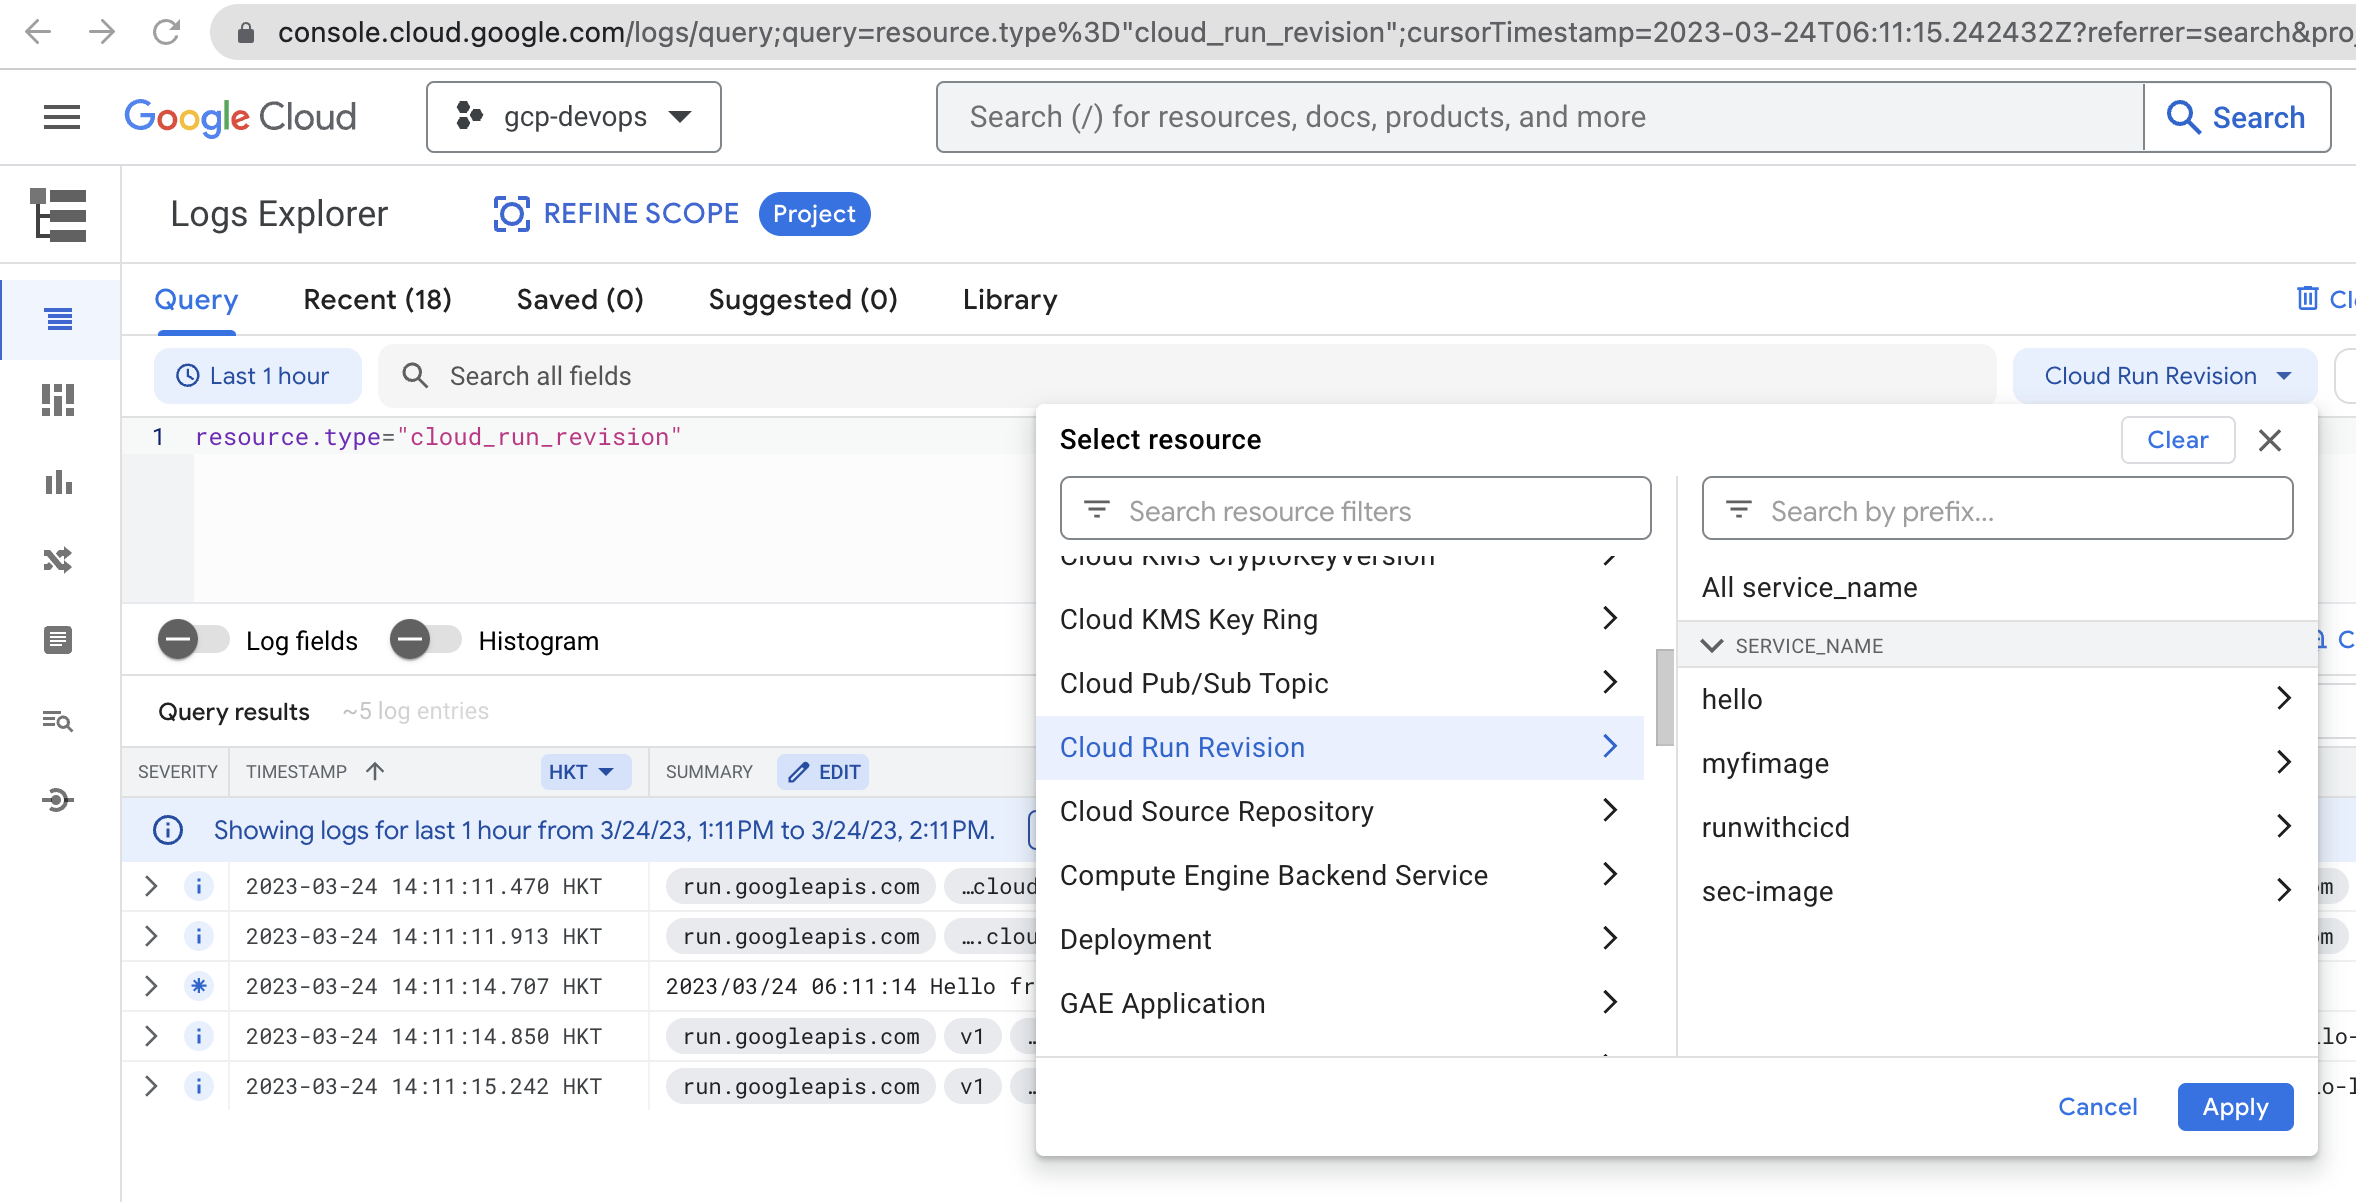 console.cloud.google.com/logs/query;query=resource.type%3D"cloud_run_revision";cursorTimestamp=2023-03-24T06:11:15.242432Z?referrer=search&pro
Google Cloud
gcp-devops
Search (/) for resources, docs, products, and more
Search
Logs Explorer
REFINE SCOPE
Project
Query
Recent (18)
Saved (0)
Suggested (0)
Library
Last 1 hour
Search all fields
Cloud Run Revision
1 resource.type="cloud_run_revision"
Log fields
Histogram
Query results
~5 log entries
SEVERITY
TIMESTAMP
HKT
SUMMARY
EDIT
Showing logs for last 1 hour from 3/24/23, 1:11 PM to 3/24/23, 2:11 PM.
2023-03-24 14:11:11.470 HKT run.googleapis.com …cloud
2023-03-24 14:11:11.913 HKT run.googleapis.com ….clou
2023-03-24 14:11:14.707 HKT 2023/03/24 06:11:14 Hello fr
2023-03-24 14:11:14.850 HKT run.googleapis.com v1 …
2023-03-24 14:11:15.242 HKT run.googleapis.com v1 …
Select resource
Clear
Search resource filters
Cloud KMS CryptoKeyVersion
Cloud KMS Key Ring
Cloud Pub/Sub Topic
Cloud Run Revision
Cloud Source Repository
Compute Engine Backend Service
Deployment
GAE Application
Search by prefix...
All service_name
SERVICE_NAME
hello
myfimage
runwithcicd
sec-image
Cancel
Apply